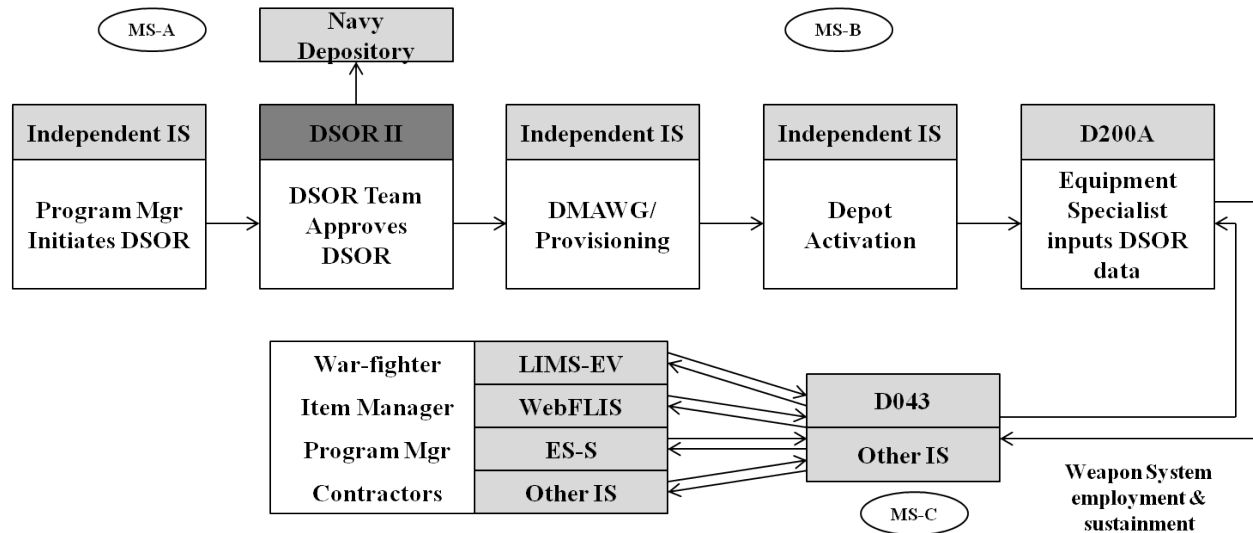 MS-A
Navy
Depository
MS-B
Independent IS
DSOR II
Independent IS
Independent IS
D200A
Program Mgr
Initiates DSOR
DSOR Team
Approves
DSOR
DMAWG/
Provisioning
Depot
Activation
Equipment
Specialist
inputs DSOR
data
War-fighter
LIMS-EV
Item Manager
WebFLIS
Program Mgr
ES-S
Contractors
Other IS
D043
Other IS
MS-C
Weapon System
employment &
sustainment